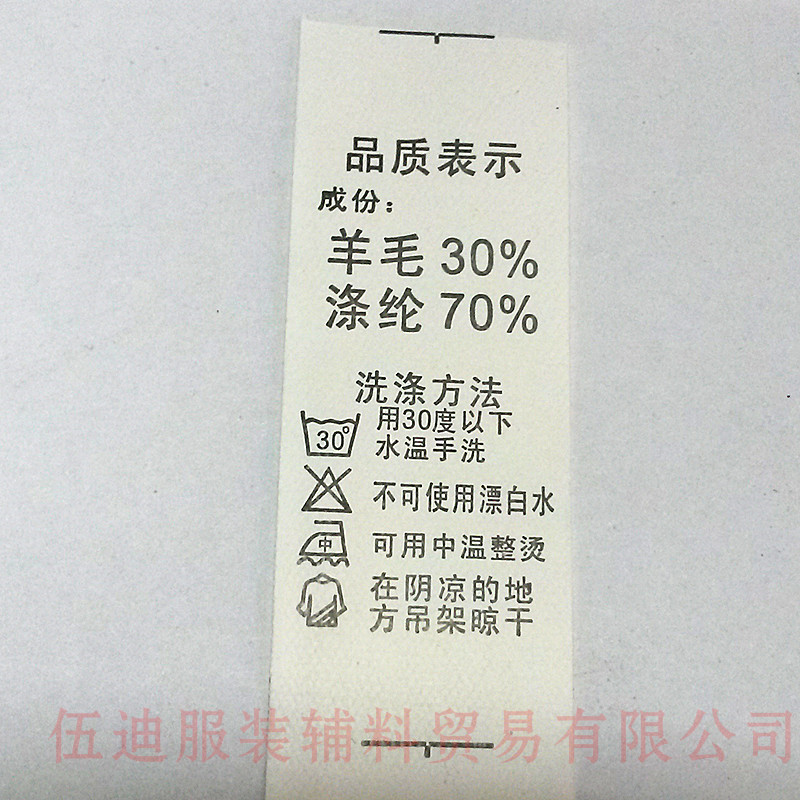 品质表示
成份：
羊毛 30%
涤纶 70%
洗涤方法
30°
用30度以下
水温手洗
不可使用漂白水
中
可用中温整烫
在阴凉的地
方吊架晾干
伍迪服装辅料贸易有限公司